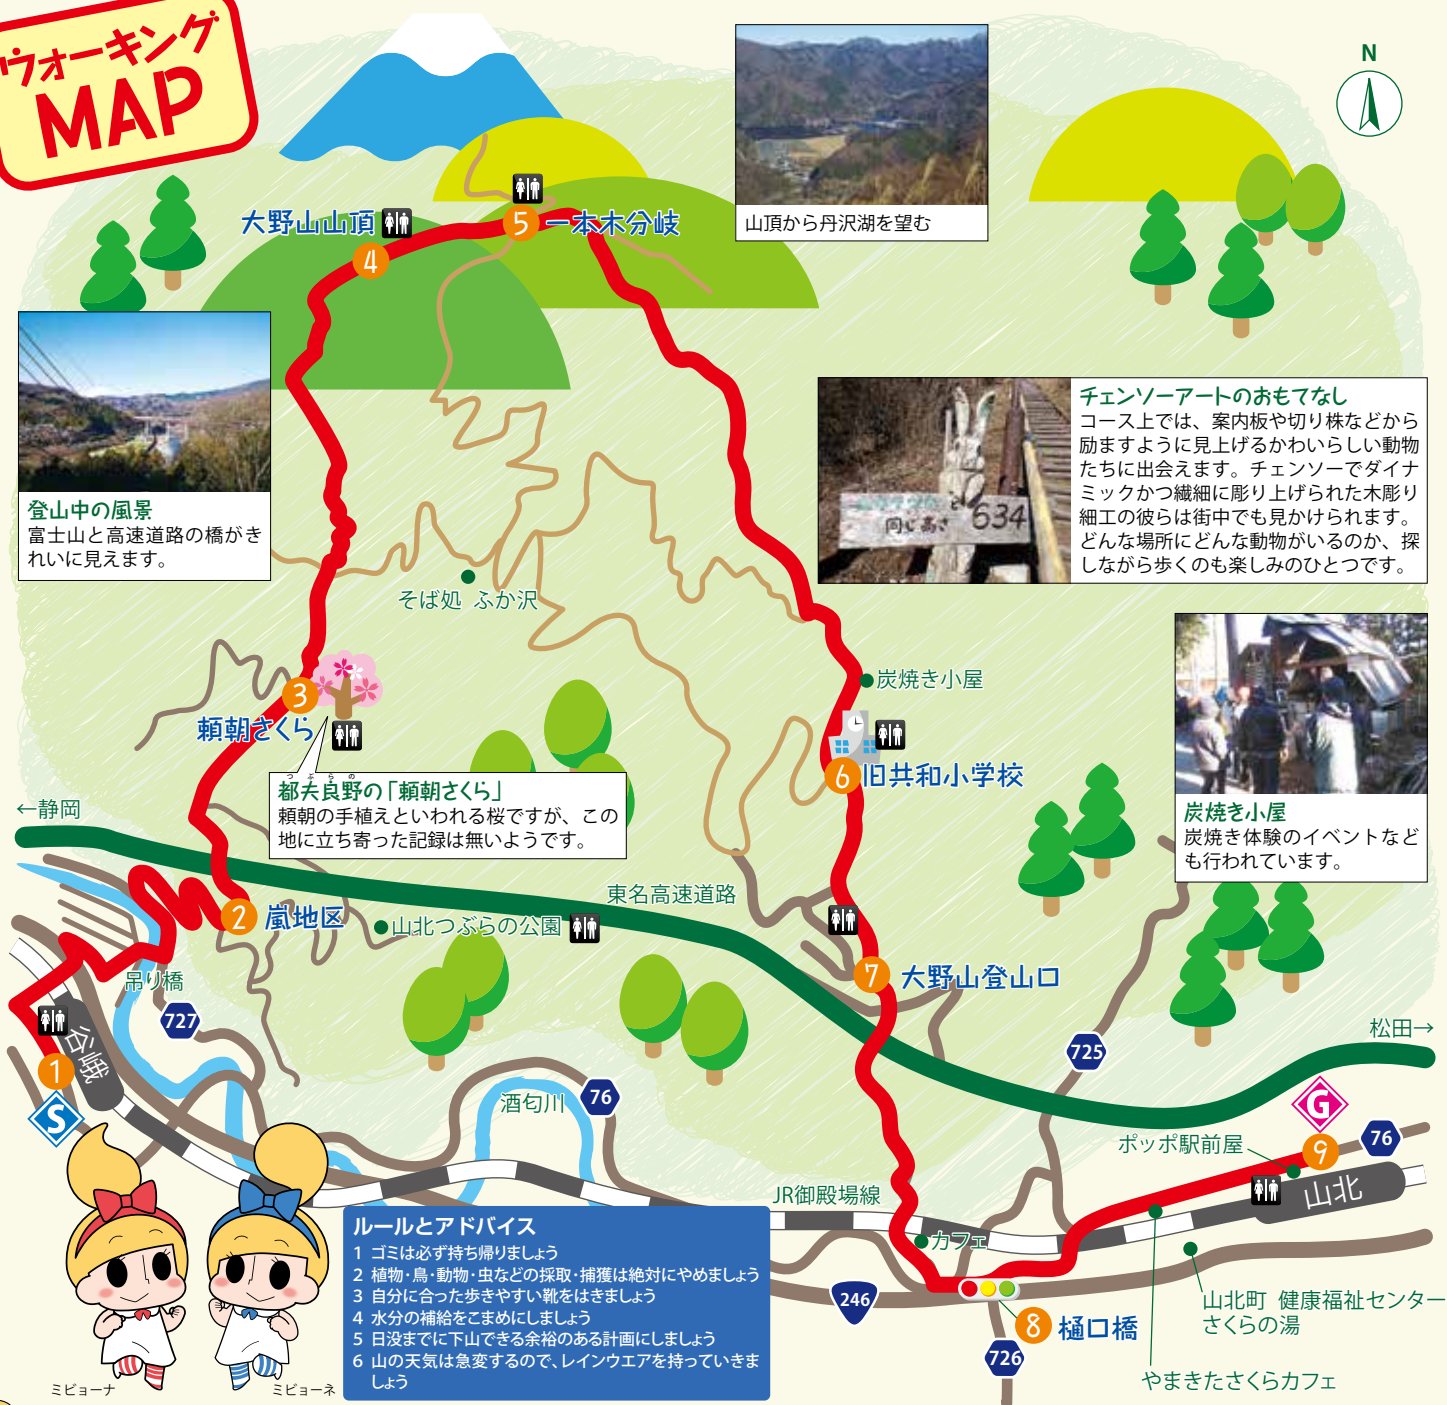 ウォーキング
MAP
N
山頂から丹沢湖を望む
大野山山頂
4
5
一本木分岐
登山中の風景
富士山と高速道路の橋がき
れいに見えます。
同じ高さ
と
634
チェンソーアートのおもてなし
コース上では、案内板や切り株などから
励ますように見上げるかわいらしい動物
たちに出会えます。チェンソーでダイナ
ミックかつ繊細に彫り上げられた木彫り
細工の彼らは街中でも見かけられます。
どんな場所にどんな動物がいるのか、探
しながら歩くのも楽しみのひとつです。
そば処 ふか沢
3
頼朝さくら
炭焼き小屋
6
旧共和小学校
つぶらの
都夫良野の「頼朝さくら」
頼朝の手植えといわれる桜ですが、この
地に立ち寄った記録は無いようです。
炭焼き小屋
炭焼き体験のイベントなど
も行われています。
←静岡
東名高速道路
2
嵐地区
山北つぶらの公園
吊り橋
7
大野山登山口
727
松田→
725
谷峨
1
S
酒匂川
76
G
ポッポ駅前屋
9
76
山北
JR御殿場線
カフェ
246
8
樋口橋
726
山北町 健康福祉センター
さくらの湯
やまきたさくらカフェ
ルールとアドバイス
1 ゴミは必ず持ち帰りましょう
2 植物・鳥・動物・虫などの採取・捕獲は絶対にやめましょう
3 自分に合った歩きやすい靴をはきましょう
4 水分の補給をこまめにしましょう
5 日没までに下山できる余裕のある計画にしましょう
6 山の天気は急変するので、レインウエアを持っていきま
しょう
ミビョーナ
ミビョーネ